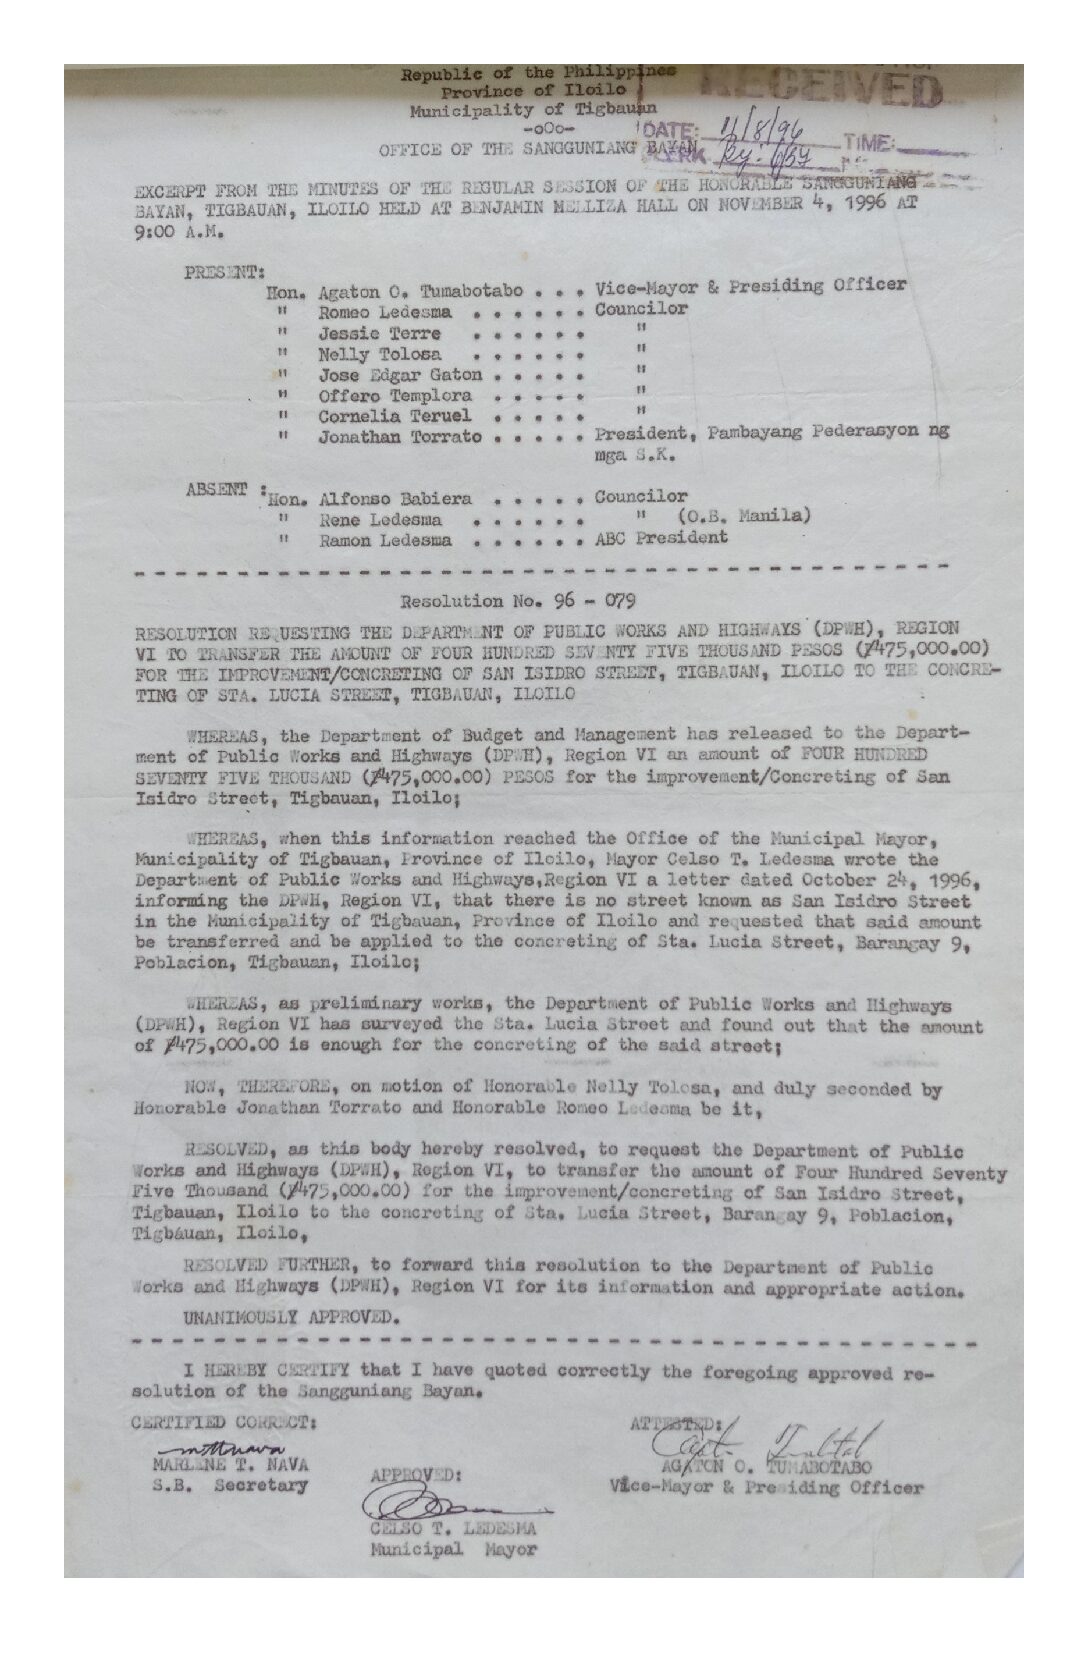 Republic of the Philippines
Province of Iloilo
Municipality of Tigbauan
-oOo-
OFFICE OF THE SANGGUNIANG BAYAN
RECEIVED
DATE: 11/8/96 TIME:
CLERK By:
EXCERPT FROM THE MINUTES OF THE REGULAR SESSION OF THE HONORABLE SANGGUNIANG
BAYAN, TIGBAUAN, ILOILO HELD AT BENJAMIN MELLIZA HALL ON NOVEMBER 4, 1996 AT
9:00 A.M.
PRESENT:
Hon. Agaton O. Tumabotabo . . . Vice-Mayor & Presiding Officer
" Romeo Ledesma . . . . . . Councilor
" Jessie Terre . . . . . . "
" Nelly Tolosa . . . . . . "
" Jose Edgar Gaton . . . . . "
" Offero Templora . . . . . "
" Cornelia Teruel . . . . . "
" Jonathan Torrato . . . . . President, Pambayang Pederasyon ng
mga S.K.
ABSENT :
Hon. Alfonso Babiera . . . . . Councilor
" Rene Ledesma . . . . . . " (O.B. Manila)
" Ramon Ledesma . . . . . . ABC President
Resolution No. 96 - 079
RESOLUTION REQUESTING THE DEPARTMENT OF PUBLIC WORKS AND HIGHWAYS (DPWH), REGION
VI TO TRANSFER THE AMOUNT OF FOUR HUNDRED SEVENTY FIVE THOUSAND PESOS (₱475,000.00)
FOR THE IMPROVEMENT/CONCRETING OF SAN ISIDRO STREET, TIGBAUAN, ILOILO TO THE CONCRE-
TING OF STA. LUCIA STREET, TIGBAUAN, ILOILO
WHEREAS, the Department of Budget and Management has released to the Depart-
ment of Public Works and Highways (DPWH), Region VI an amount of FOUR HUNDRED
SEVENTY FIVE THOUSAND (₱475,000.00) PESOS for the improvement/Concreting of San
Isidro Street, Tigbauan, Iloilo;
WHEREAS, when this information reached the Office of the Municipal Mayor,
Municipality of Tigbauan, Province of Iloilo, Mayor Celso T. Ledesma wrote the
Department of Public Works and Highways,Region VI a letter dated October 24, 1996,
informing the DPWH, Region VI, that there is no street known as San Isidro Street
in the Municipality of Tigbauan, Province of Iloilo and requested that said amount
be transferred and be applied to the concreting of Sta. Lucia Street, Barangay 9,
Poblacion, Tigbauan, Iloilo;
WHEREAS, as preliminary works, the Department of Public Works and Highways
(DPWH), Region VI has surveyed the Sta. Lucia Street and found out that the amount
of ₱475,000.00 is enough for the concreting of the said street;
NOW, THEREFORE, on motion of Honorable Nelly Tolosa, and duly seconded by
Honorable Jonathan Torrato and Honorable Romeo Ledesma be it,
RESOLVED, as this body hereby resolved, to request the Department of Public
Works and Highways (DPWH), Region VI, to transfer the amount of Four Hundred Seventy
Five Thousand (₱475,000.00) for the improvement/concreting of San Isidro Street,
Tigbauan, Iloilo to the concreting of Sta. Lucia Street, Barangay 9, Poblacion,
Tigbauan, Iloilo,
RESOLVED FURTHER, to forward this resolution to the Department of Public
Works and Highways (DPWH), Region VI for its information and appropriate action.
UNANIMOUSLY APPROVED.
I HEREBY CERTIFY that I have quoted correctly the foregoing approved re-
solution of the Sangguniang Bayan.
CERTIFIED CORRECT:
MARLENE T. NAVA
S.B. Secretary
ATTESTED:
AGATON O. TUMABOTABO
Vice-Mayor & Presiding Officer
APPROVED:
CELSO T. LEDESMA
Municipal Mayor